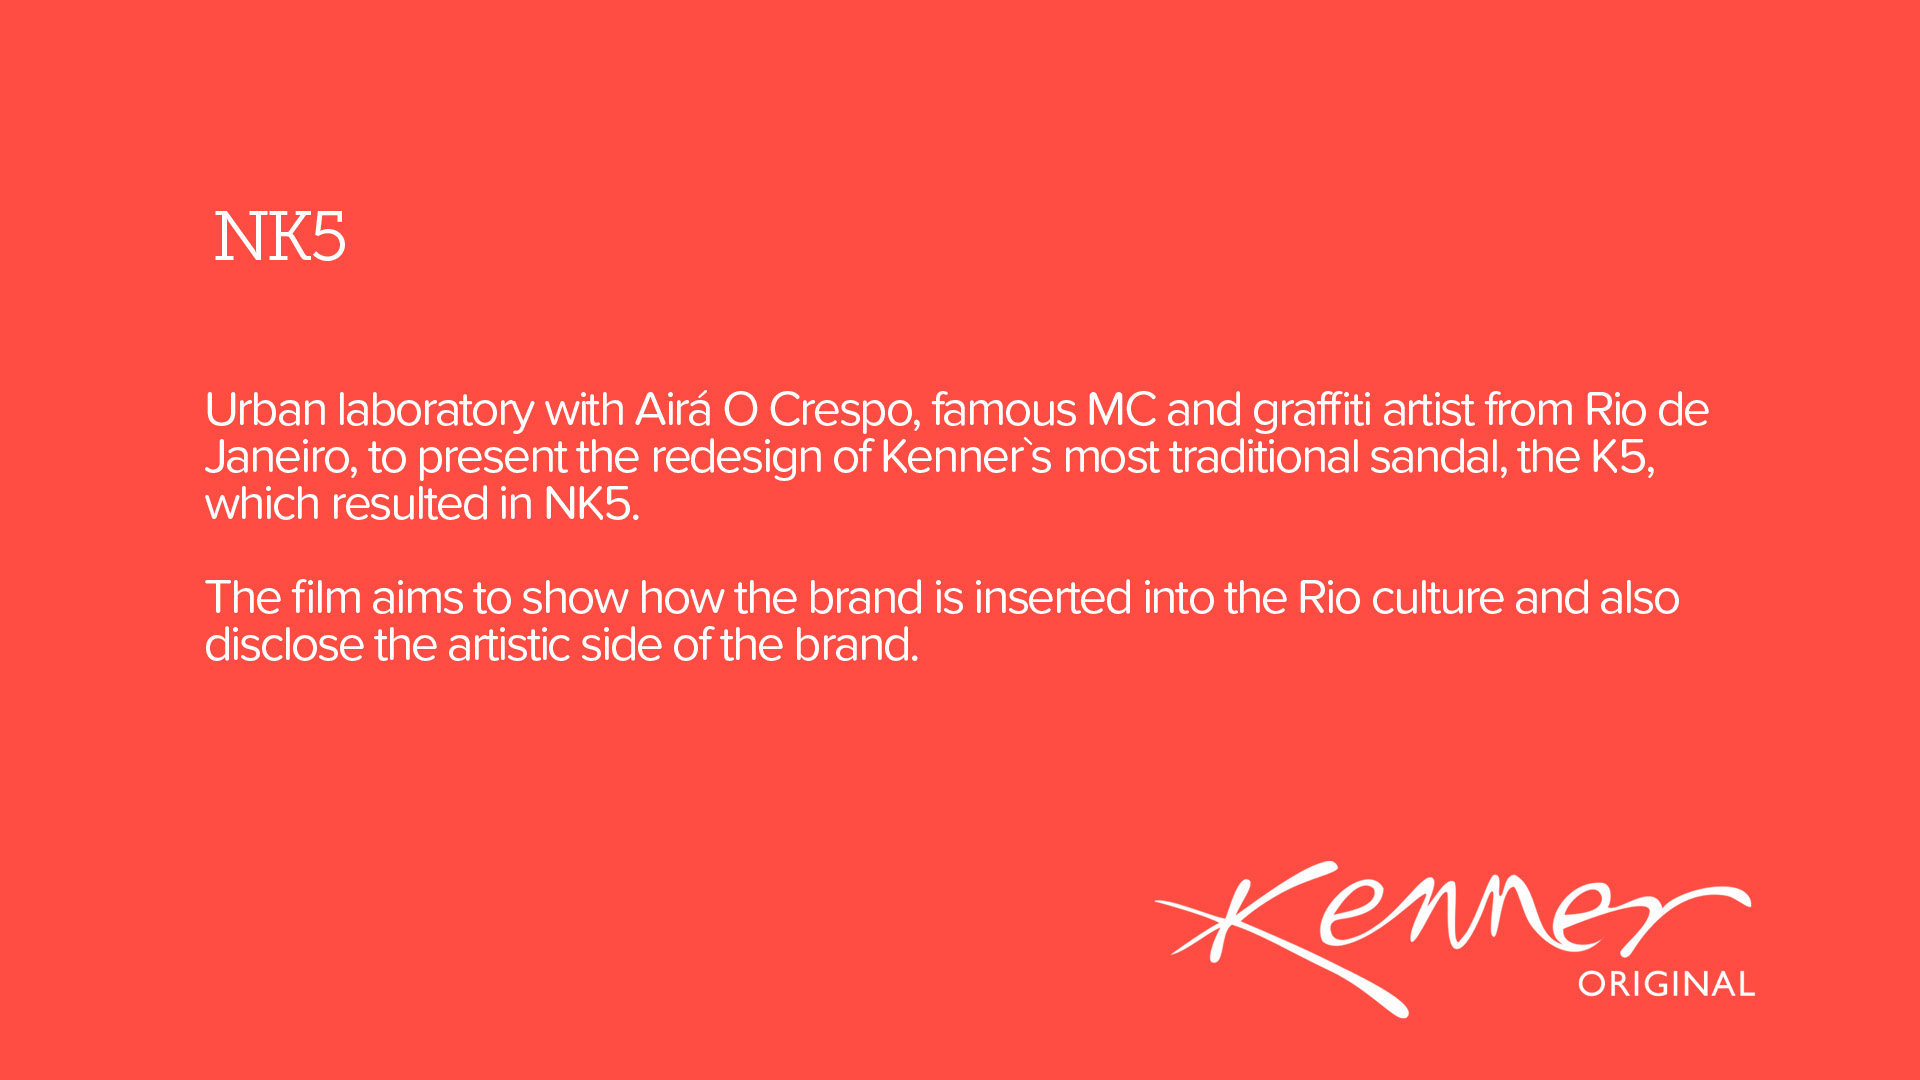 NK5
Urban laboratory with Airá O Crespo, famous MC and graffiti artist from Rio de
Janeiro, to present the redesign of Kenner`s most traditional sandal, the K5,
which resulted in NK5.
The film aims to show how the brand is inserted into the Rio culture and also
disclose the artistic side of the brand.
Kenner
ORIGINAL